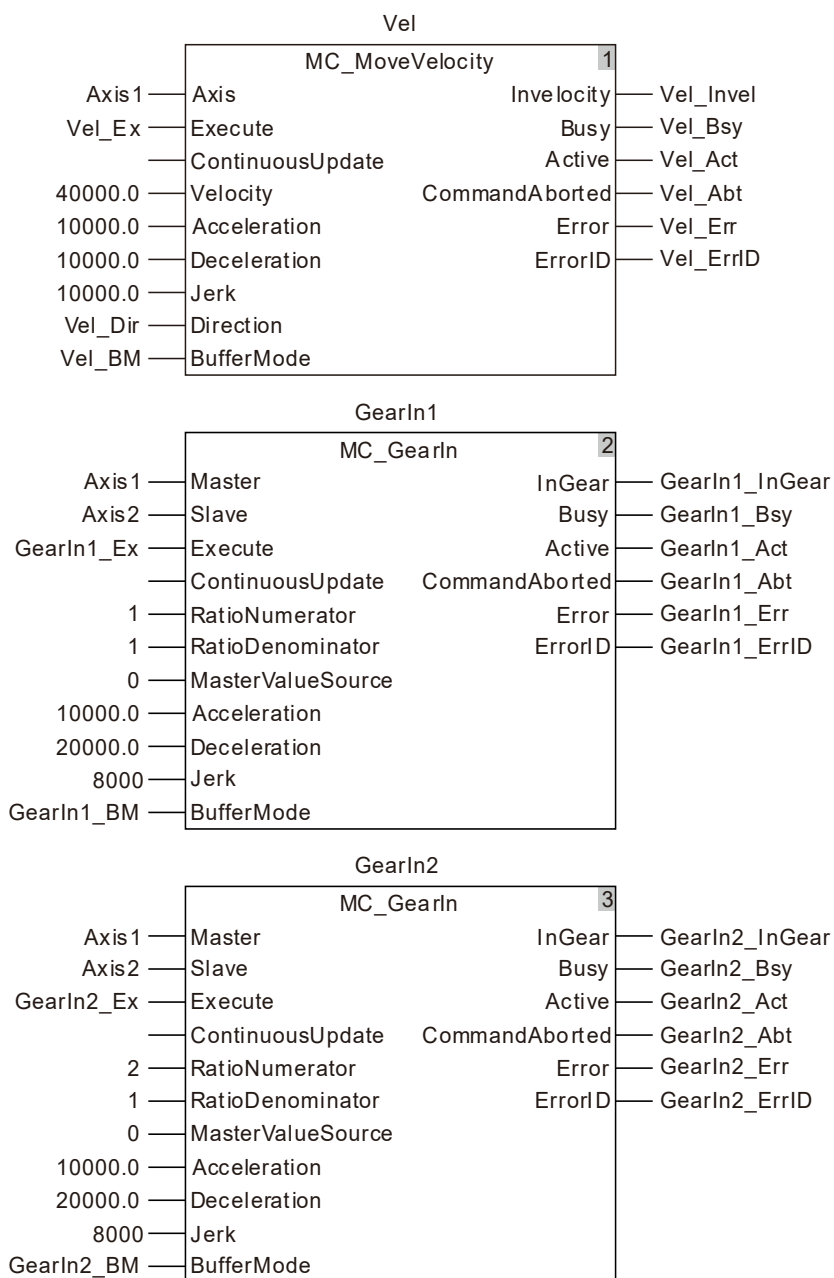 Vel
MC_MoveVelocity 1
Axis1 Axis Invelocity Vel_Invel
Vel_Ex Execute Busy Vel_Bsy
ContinuousUpdate Active Vel_Act
40000.0 Velocity CommandAborted Vel_Abt
10000.0 Acceleration Error Vel_Err
10000.0 Deceleration ErrorID Vel_ErrID
10000.0 Jerk
Vel_Dir Direction
Vel_BM BufferMode
GearIn1
MC_GearIn 2
Axis1 Master InGear GearIn1_InGear
Axis2 Slave Busy GearIn1_Bsy
GearIn1_Ex Execute Active GearIn1_Act
ContinuousUpdate CommandAborted GearIn1_Abt
1 RatioNumerator Error GearIn1_Err
1 RatioDenominator ErrorID GearIn1_ErrID
0 MasterValueSource
10000.0 Acceleration
20000.0 Deceleration
8000 Jerk
GearIn1_BM BufferMode
GearIn2
MC_GearIn 3
Axis1 Master InGear GearIn2_InGear
Axis2 Slave Busy GearIn2_Bsy
GearIn2_Ex Execute Active GearIn2_Act
ContinuousUpdate CommandAborted GearIn2_Abt
2 RatioNumerator Error GearIn2_Err
1 RatioDenominator ErrorID GearIn2_ErrID
0 MasterValueSource
10000.0 Acceleration
20000.0 Deceleration
8000 Jerk
GearIn2_BM BufferMode